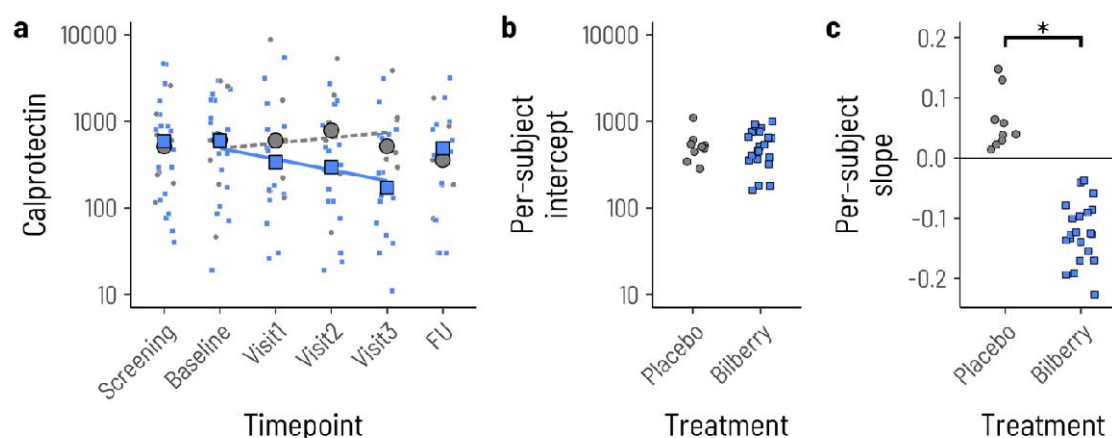 a
Calprotectin
10000
1000
100
10
Screening
Baseline
Visit1
Visit2
Visit3
FU
Timepoint
b
Per-subject
intercept
10000
1000
100
10
Placebo
Bilberry
Treatment
c
Per-subject
slope
0.2
0.1
0.0
-0.1
-0.2
*
Placebo
Bilberry
Treatment